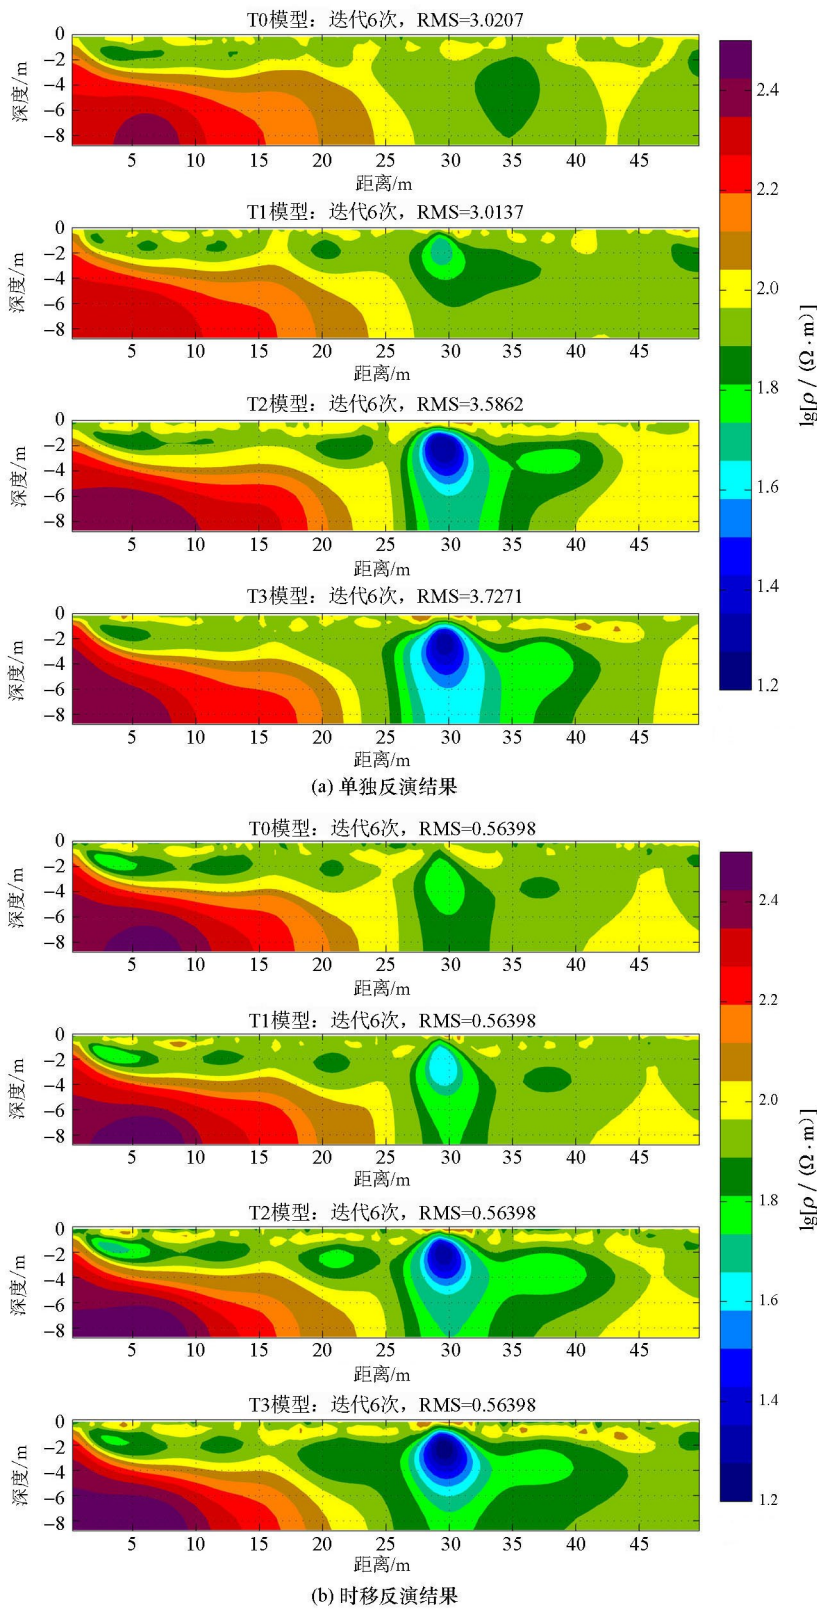 T0模型：迭代6次，RMS=3.0207
0
−2
−4
−6
−8
深度/m
5 10 15 20 25 30 35 40 45
距离/m
T1模型：迭代6次，RMS=3.0137
0
−2
−4
−6
−8
深度/m
5 10 15 20 25 30 35 40 45
距离/m
T2模型：迭代6次，RMS=3.5862
0
−2
−4
−6
−8
深度/m
5 10 15 20 25 30 35 40 45
距离/m
T3模型：迭代6次，RMS=3.7271
0
−2
−4
−6
−8
深度/m
5 10 15 20 25 30 35 40 45
距离/m
2.4
2.2
2.0
1.8
1.6
1.4
1.2
lg[ρ / (Ω·m)]
(a) 单独反演结果
T0模型：迭代6次，RMS=0.56398
0
−2
−4
−6
−8
深度/m
5 10 15 20 25 30 35 40 45
距离/m
T1模型：迭代6次，RMS=0.56398
0
−2
−4
−6
−8
深度/m
5 10 15 20 25 30 35 40 45
距离/m
T2模型：迭代6次，RMS=0.56398
0
−2
−4
−6
−8
深度/m
5 10 15 20 25 30 35 40 45
距离/m
T3模型：迭代6次，RMS=0.56398
0
−2
−4
−6
−8
深度/m
5 10 15 20 25 30 35 40 45
距离/m
2.4
2.2
2.0
1.8
1.6
1.4
1.2
lg[ρ / (Ω·m)]
(b) 时移反演结果